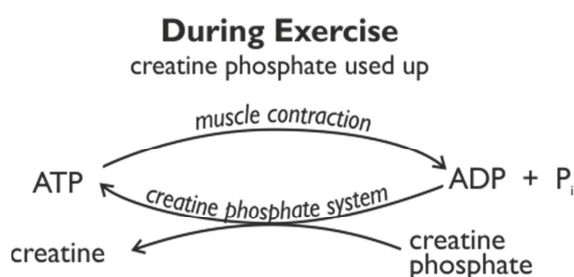 During Exercise
creatine phosphate used up
muscle contraction
ATP
ADP + Pi
creatine phosphate system
creatine
creatine
phosphate